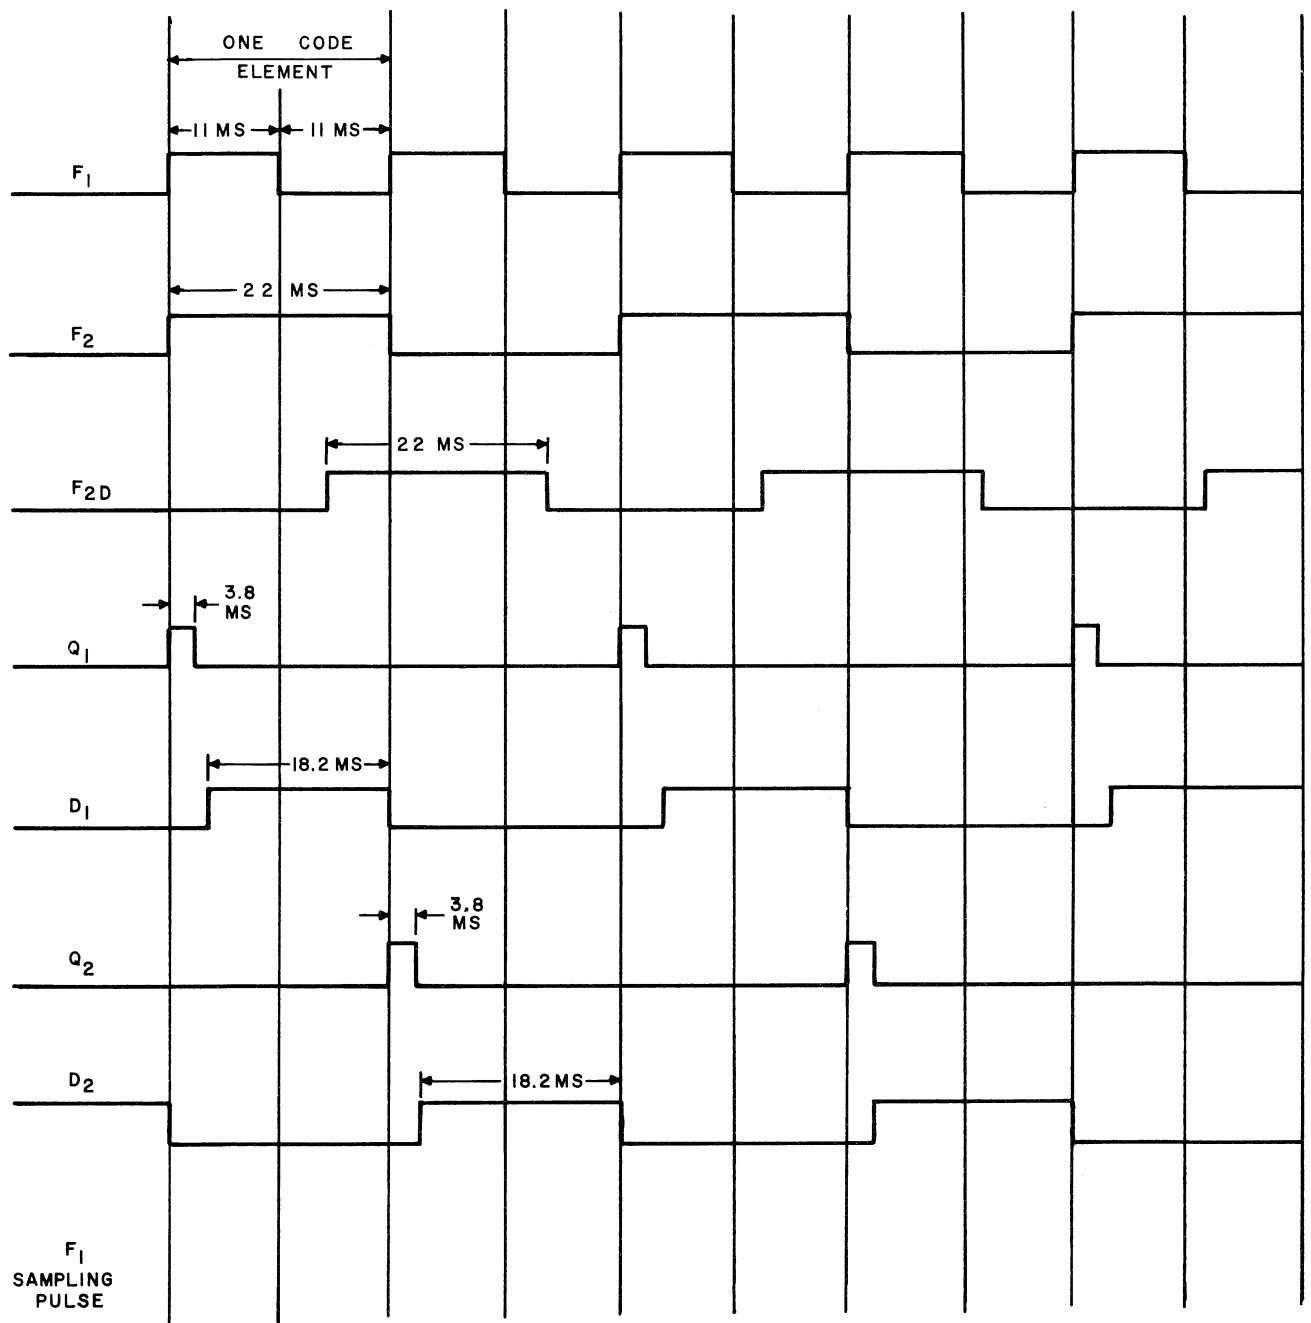 ONE CODE
ELEMENT
11 MS 11 MS
F1
22 MS
F2
22 MS
F2D
3.8
MS
Q1
18.2 MS
D1
3.8
MS
Q2
18.2 MS
D2
F1
SAMPLING
PULSE